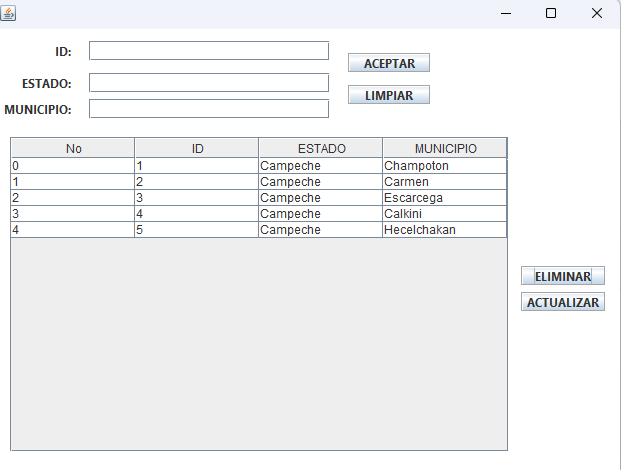 ID:
ACEPTAR
ESTADO:
LIMPIAR
MUNICIPIO:
No ID ESTADO MUNICIPIO
0 1 Campeche Champoton
1 2 Campeche Carmen
2 3 Campeche Escarcega
3 4 Campeche Calkini
4 5 Campeche Hecelchakan
ELIMINAR
ACTUALIZAR